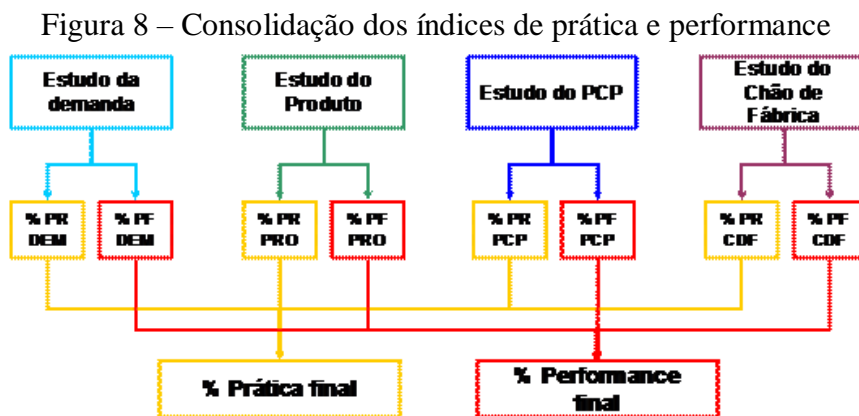 Figura 8 – Consolidação dos índices de prática e performance
Estudo da
demanda
Estudo do
Produto
Estudo do PCP
Estudo do
Chão de
Fábrica
% PR
DEM
% PF
DEM
% PR
PRO
% PF
PRO
% PR
PCP
% PF
PCP
% PR
CDF
% PF
CDF
% Prática final
% Performance
final